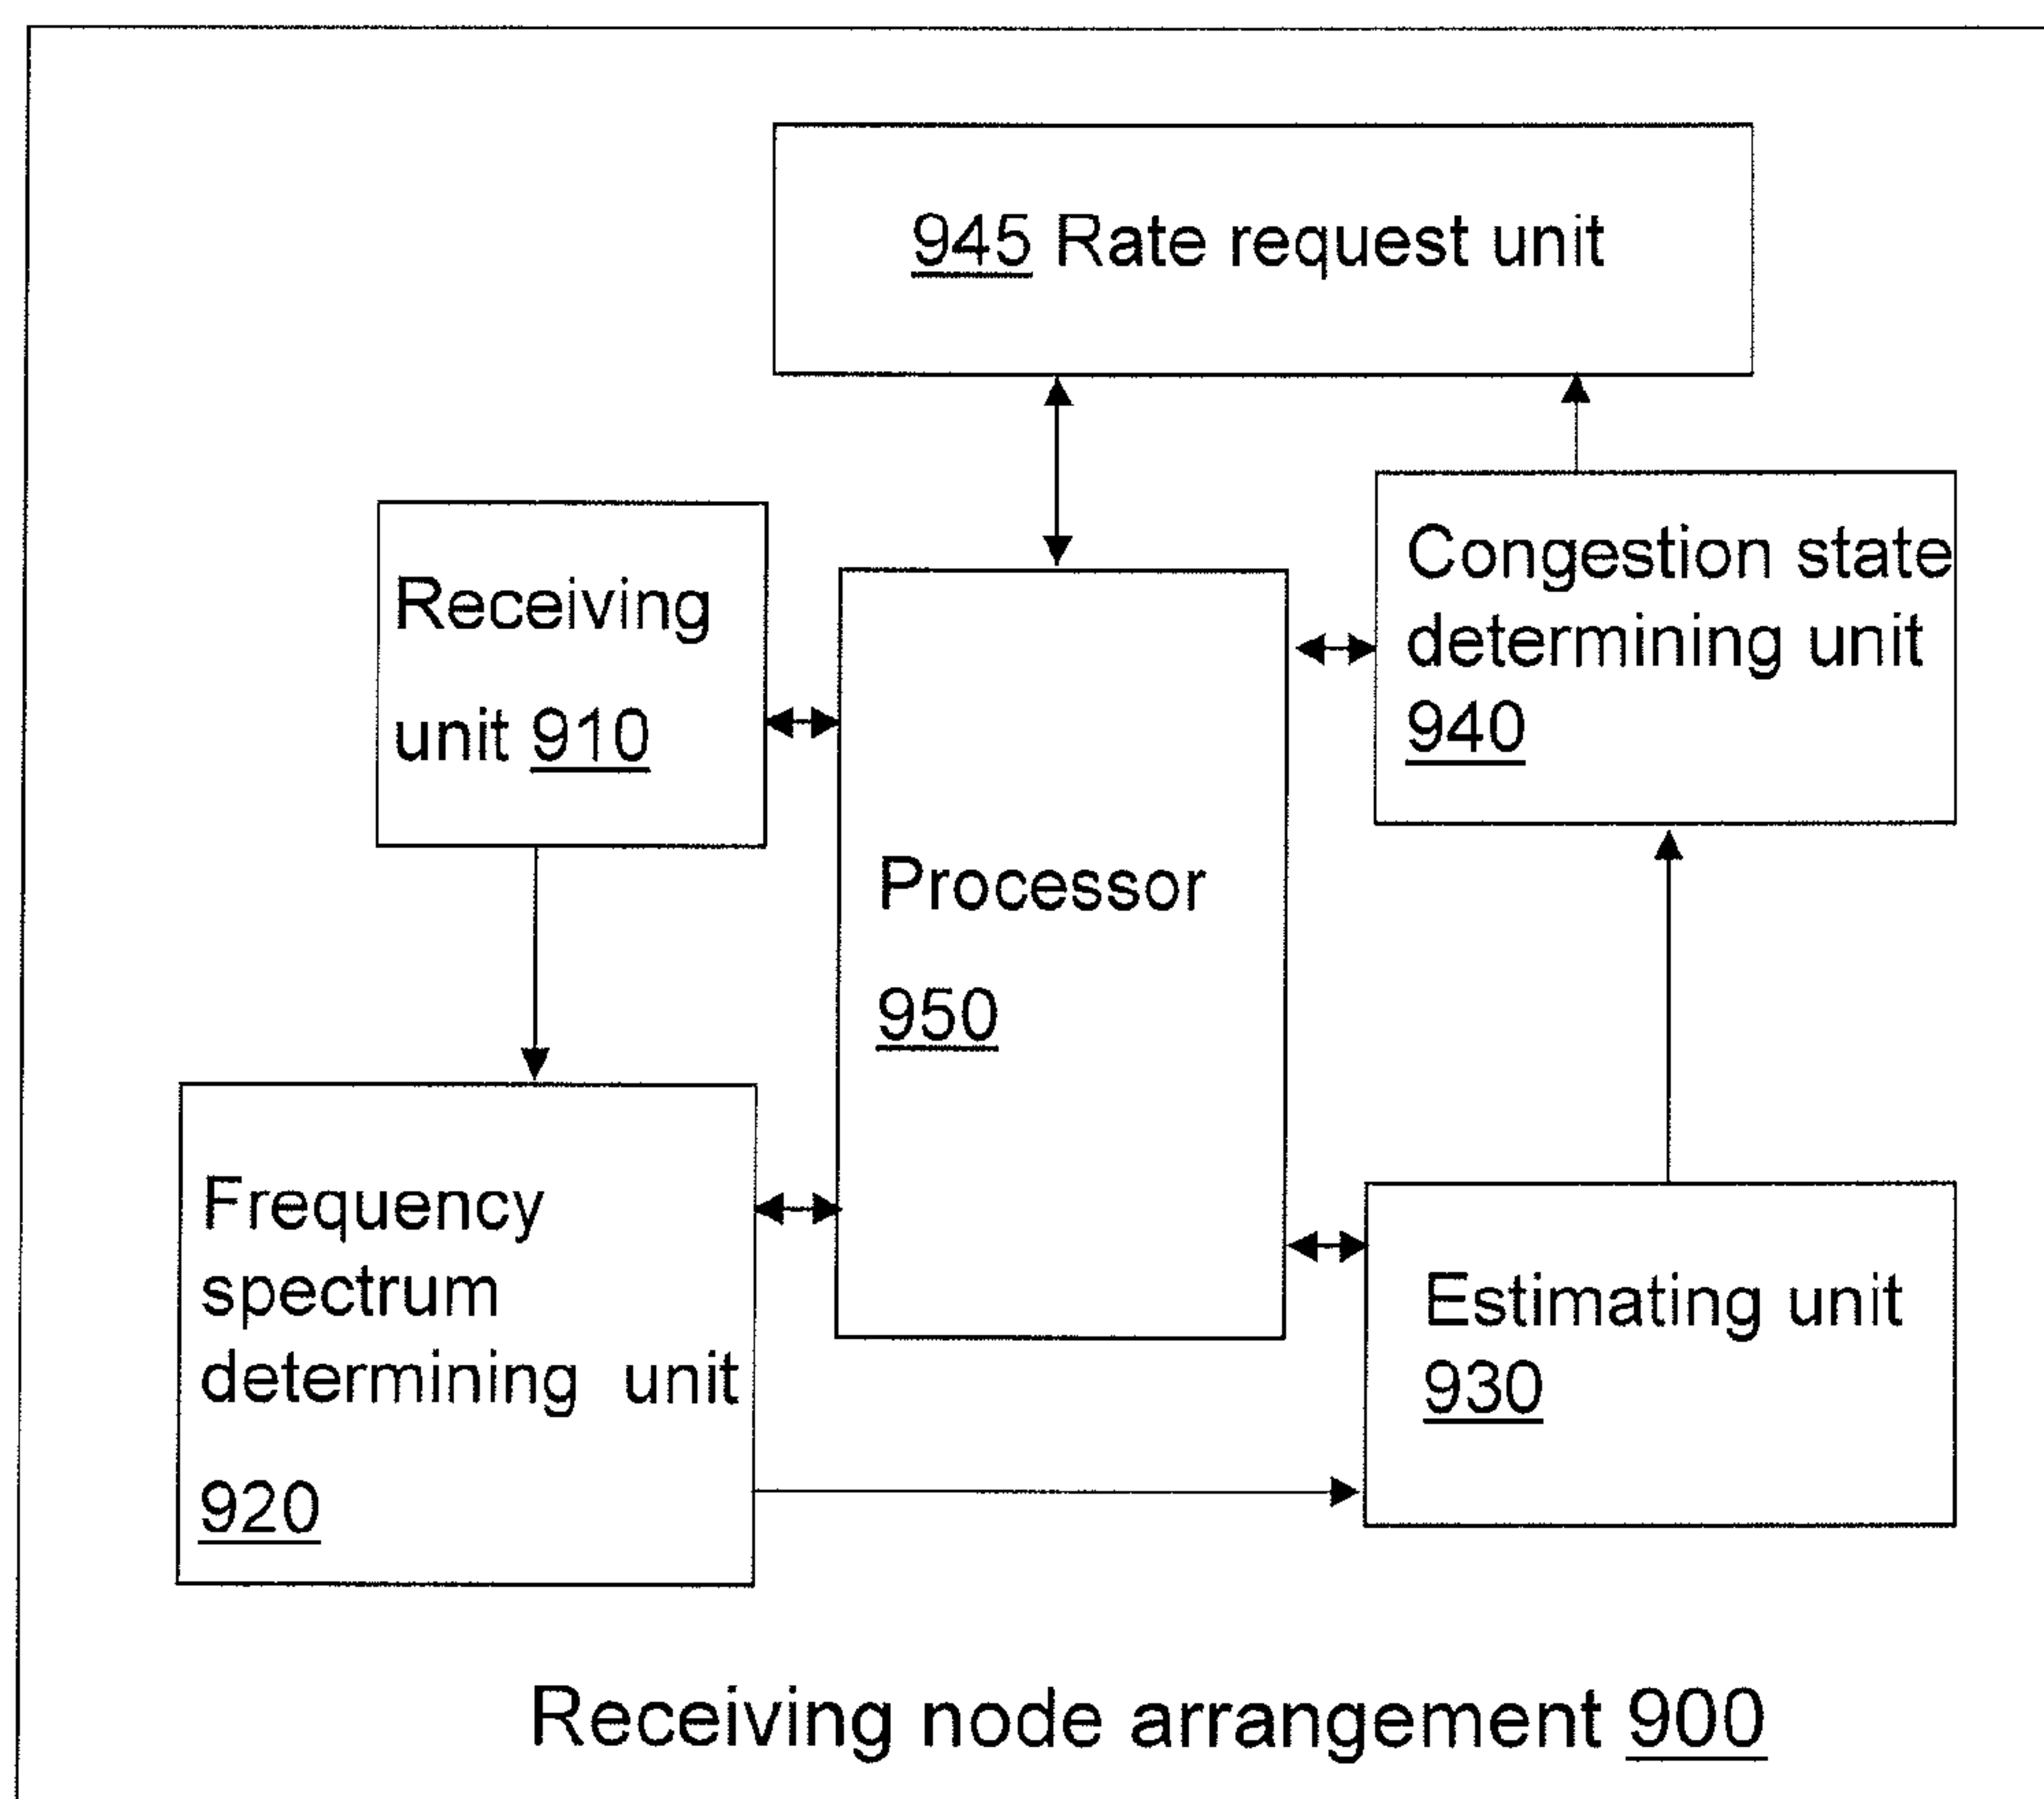 945 Rate request unit
Receiving
unit 910
Congestion state
determining unit
940
Processor
950
Frequency
spectrum
determining unit
920
Estimating unit
930
Receiving node arrangement 900